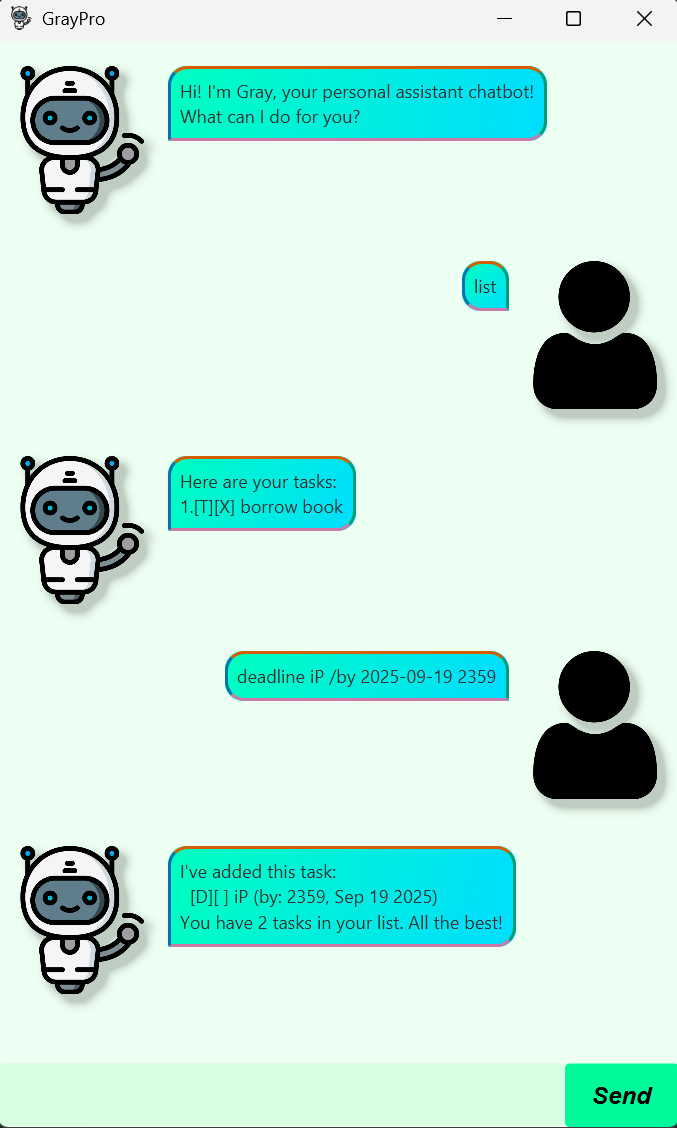 GrayPro
Hi! I'm Gray, your personal assistant chatbot!
What can I do for you?
list
Here are your tasks:
1.[T][X] borrow book
deadline iP /by 2025-09-19 2359
I've added this task:
[D][ ] iP (by: 2359, Sep 19 2025)
You have 2 tasks in your list. All the best!
Send